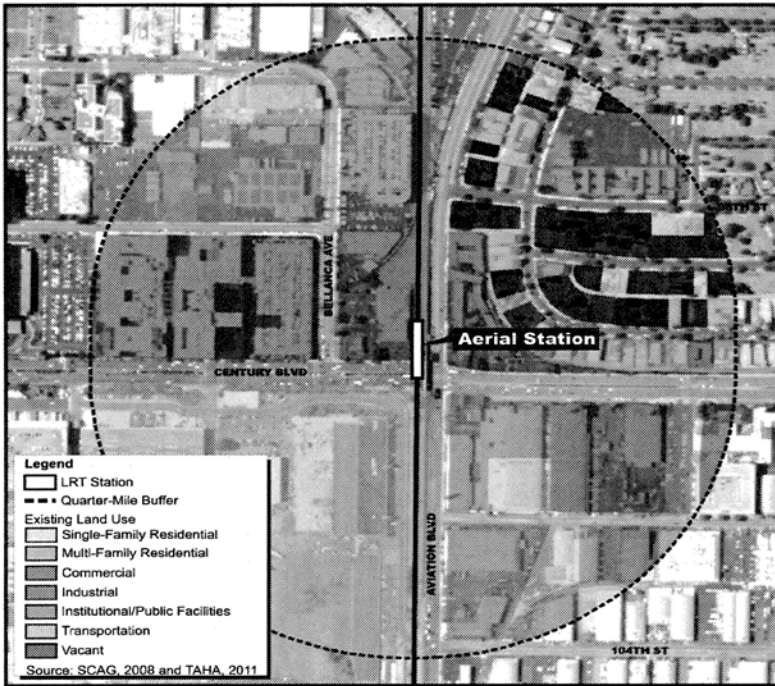 98TH ST
BELLANCA AVE
Aerial Station
CENTURY BLVD
Legend
LRT Station
Quarter-Mile Buffer
Existing Land Use
Single-Family Residential
Multi-Family Residential
Commercial
Industrial
Institutional/Public Facilities
Transportation
Vacant
Source: SCAG, 2008 and TAHA, 2011
AVIATION BLVD
104TH ST